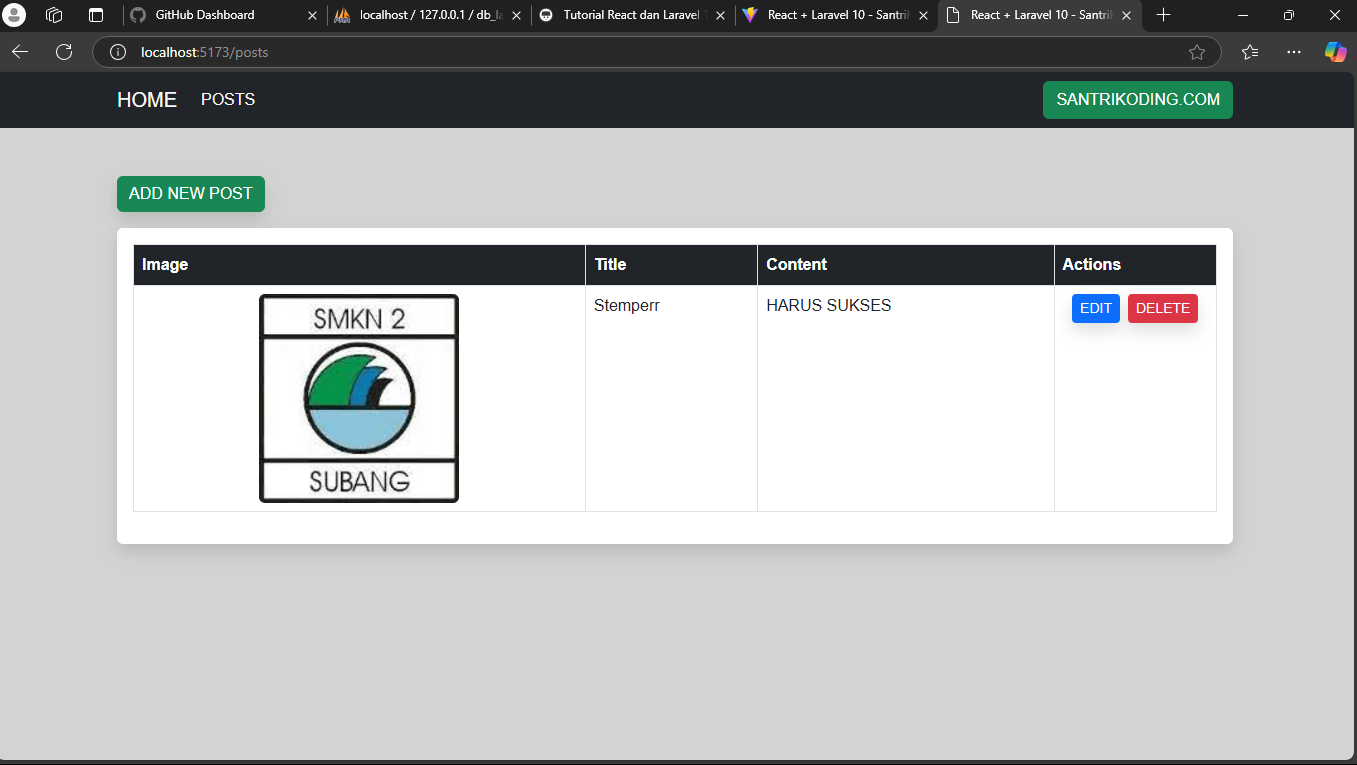 GitHub Dashboard
localhost / 127.0.0.1 / db_la
Tutorial React dan Laravel 1
React + Laravel 10 - Santrik
React + Laravel 10 - Santrik
localhost:5173/posts
HOME POSTS SANTRIKODING.COM
ADD NEW POST
Image Title Content Actions
SMKN 2
SUBANG
Stemperr HARUS SUKSES EDIT DELETE